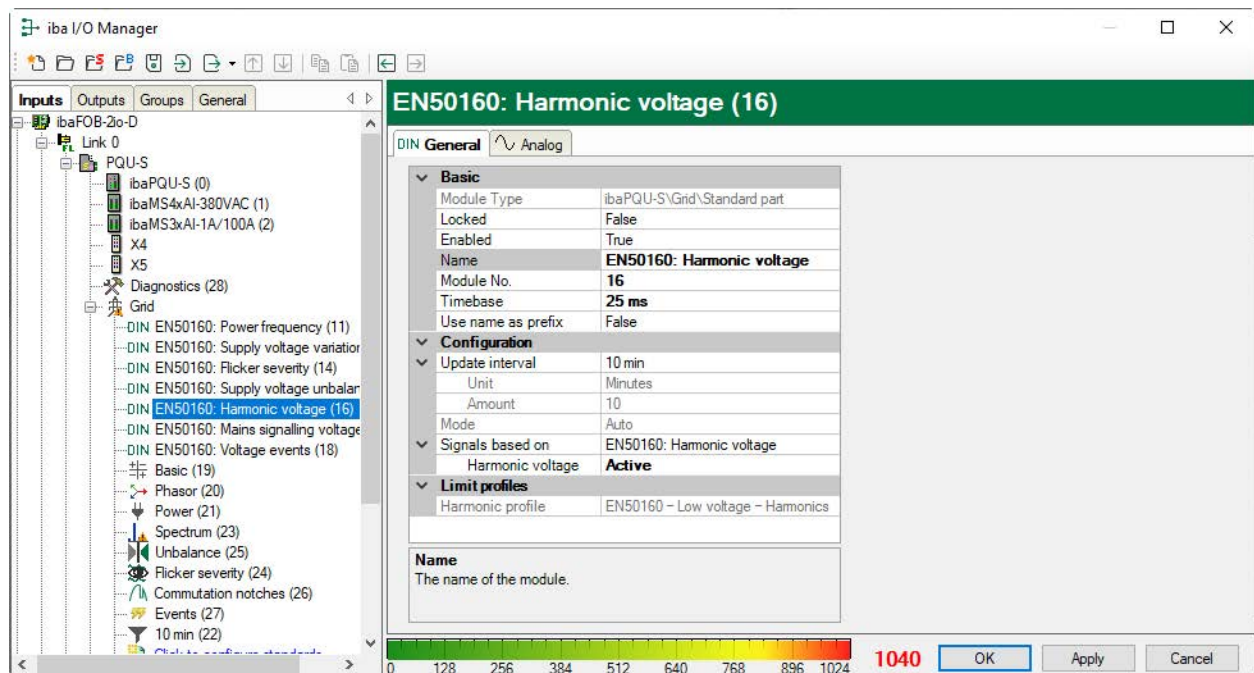 iba I/O Manager
Inputs Outputs Groups General
ibaFOB-2io-D
Link 0
PQU-S
ibaPQU-S (0)
ibaMS4xAI-380VAC (1)
ibaMS3xAI-1A/100A (2)
X4
X5
Diagnostics (28)
Grid
DIN EN50160: Power frequency (11)
DIN EN50160: Supply voltage variation
DIN EN50160: Flicker severity (14)
DIN EN50160: Supply voltage unbalan
DIN EN50160: Harmonic voltage (16)
DIN EN50160: Mains signalling voltage
DIN EN50160: Voltage events (18)
Basic (19)
Phasor (20)
Power (21)
Spectrum (23)
Unbalance (25)
Flicker severity (24)
Commutation notches (26)
Events (27)
10 min (22)
Click to configure standards
EN50160: Harmonic voltage (16)
DIN General Analog
Basic
Module Type ibaPQU-S\Grid\Standard part
Locked False
Enabled True
Name EN50160: Harmonic voltage
Module No. 16
Timebase 25 ms
Use name as prefix False
Configuration
Update interval 10 min
Unit Minutes
Amount 10
Mode Auto
Signals based on EN50160: Harmonic voltage
Harmonic voltage Active
Limit profiles
Harmonic profile EN50160 – Low voltage – Harmonics
Name
The name of the module.
0 128 256 384 512 640 768 896 1024
1040 OK Apply Cancel